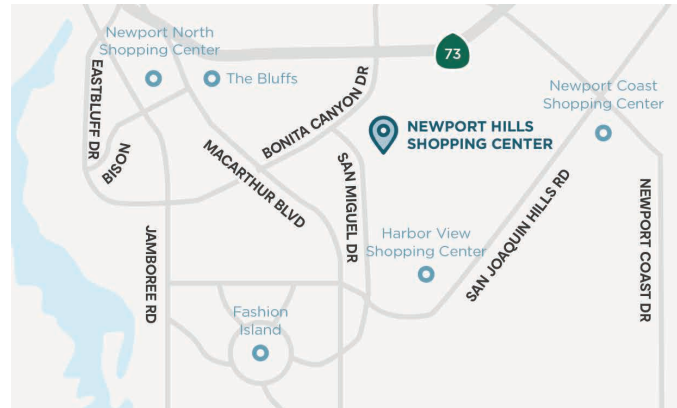 Newport North
Shopping Center
73
The Bluffs
Newport Coast
Shopping Center
EASTBLUFF DR
BISON
BONITA CANYON DR
NEWPORT HILLS
SHOPPING CENTER
MACARTHUR BLVD
SAN MIGUEL DR
JAMBOREE RD
Harbor View
Shopping Center
SAN JOAQUIN HILLS RD
NEWPORT COAST DR
Fashion
Island